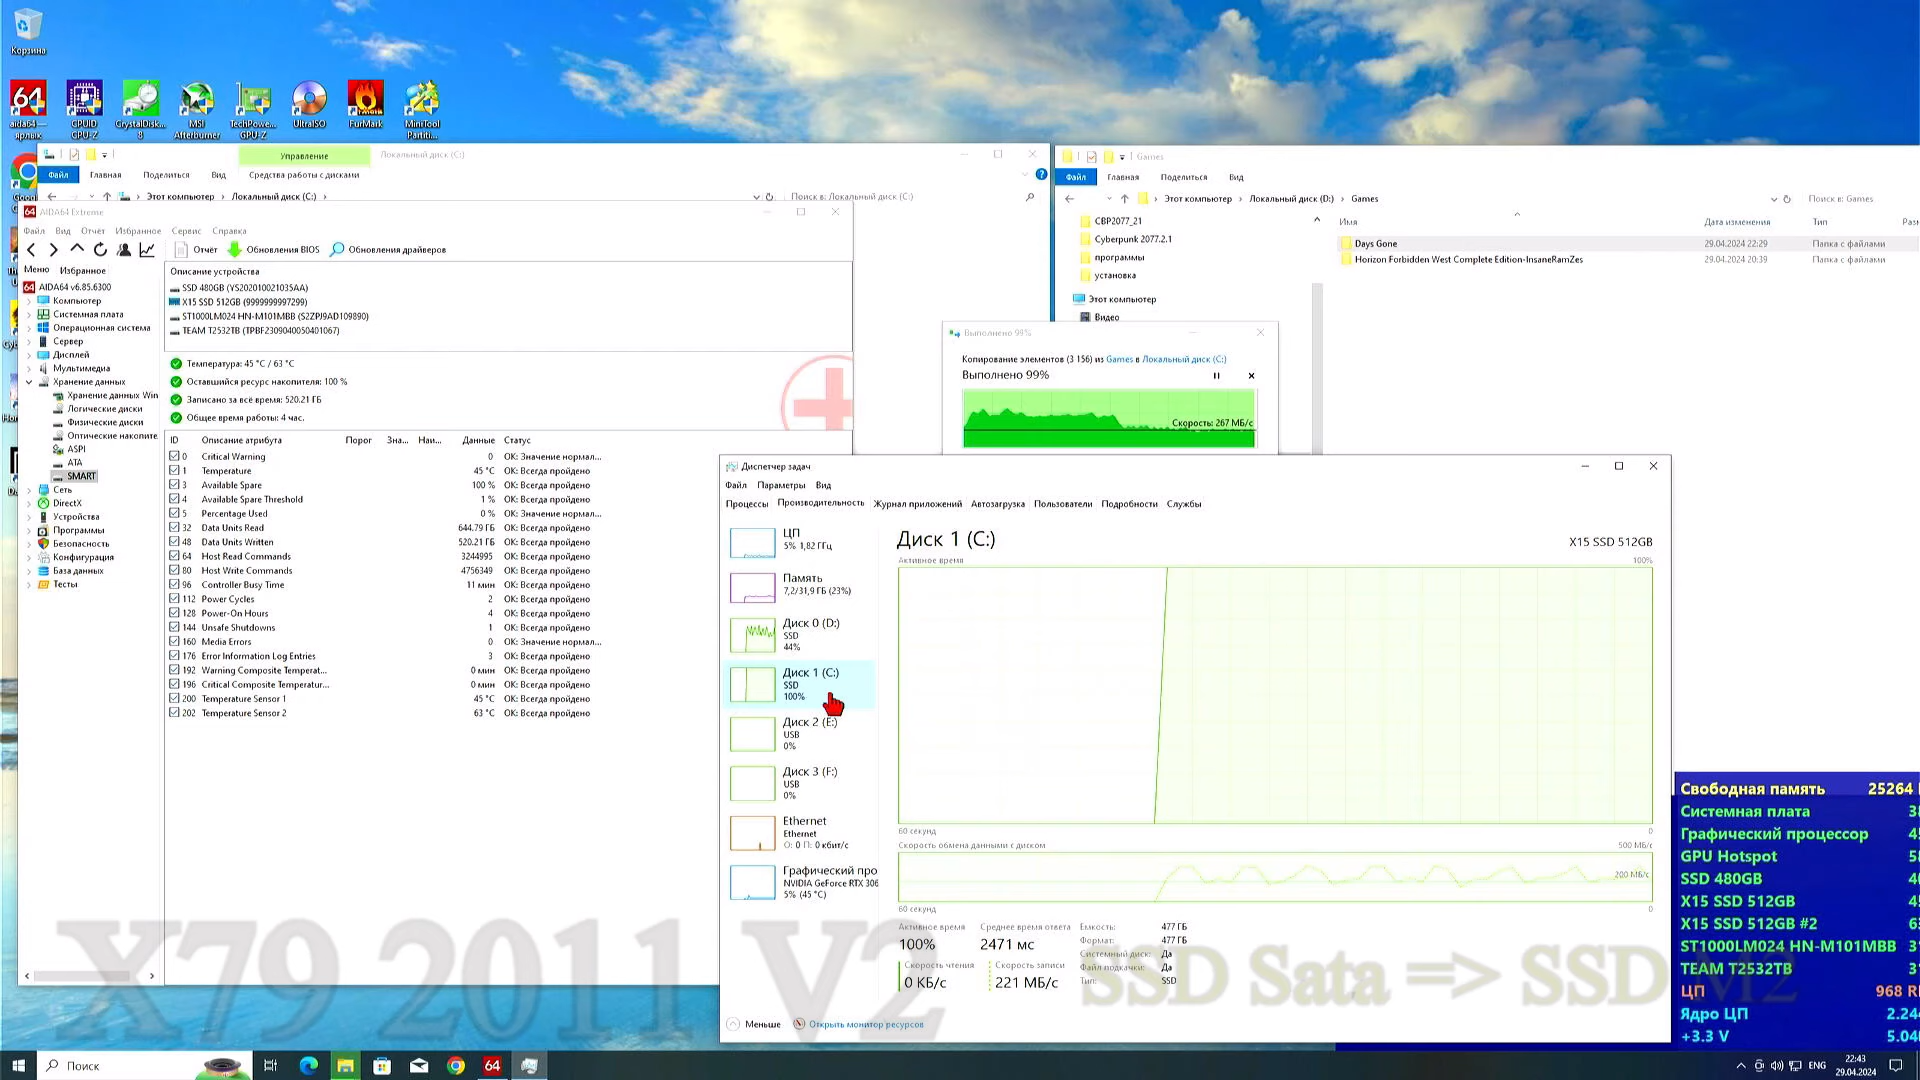 Корзина
aida64 — ярлык
CPUID CPU-Z
CrystalDisk... 8
MSI Afterburner
TechPowe... GPU-Z
UltraISO
FurMark
MiniTool Partiti...
Управление
Локальный диск (C:)
Файл
Главная
Поделиться
Вид
Средства работы с дисками
Этот компьютер
Локальный диск (C:)
Поиск в: Локальный диск (C:)
AIDA64 Extreme
Файл
Вид
Отчёт
Избранное
Сервис
Справка
Отчёт
Обновления BIOS
Обновления драйверов
Меню
Избранное
AIDA64 v6.85.6300
Компьютер
Системная плата
Операционная система
Сервер
Дисплей
Мультимедиа
Хранение данных
Хранение данных Win
Логические диски
Физические диски
Оптические накопите
ASPI
ATA
SMART
Сеть
DirectX
Устройства
Программы
Безопасность
Конфигурация
База данных
Тесты
Описание устройства
SSD 480GB (YS202010021035AA)
X15 SSD 512GB (9999999997299)
ST1000LM024 HN-M101MBB (S2ZPJ9AD109890)
TEAM T2532TB (TPBF2309040050401067)
Температура: 45 °C / 63 °C
Оставшийся ресурс накопителя: 100 %
Записано за всё время: 520.21 ГБ
Общее время работы: 4 час.
ID Описание атрибута Порог Зна... Наи... Данные Статус
0 Critical Warning 0 OK: Значение нормал...
1 Temperature 45 °C OK: Всегда пройдено
3 Available Spare 100 % OK: Всегда пройдено
4 Available Spare Threshold 1 % OK: Всегда пройдено
5 Percentage Used 0 % OK: Значение нормал...
32 Data Units Read 644.79 ГБ OK: Всегда пройдено
48 Data Units Written 520.21 ГБ OK: Всегда пройдено
64 Host Read Commands 3244995 OK: Всегда пройдено
80 Host Write Commands 4756349 OK: Всегда пройдено
96 Controller Busy Time 11 мин OK: Всегда пройдено
112 Power Cycles 2 OK: Всегда пройдено
128 Power-On Hours 4 OK: Всегда пройдено
144 Unsafe Shutdowns 1 OK: Всегда пройдено
160 Media Errors 0 OK: Значение нормал...
176 Error Information Log Entries 3 OK: Всегда пройдено
192 Warning Composite Temperat... 0 мин OK: Всегда пройдено
196 Critical Composite Temperatur... 0 мин OK: Всегда пройдено
200 Temperature Sensor 1 45 °C OK: Всегда пройдено
202 Temperature Sensor 2 63 °C OK: Всегда пройдено
Games
Файл
Главная
Поделиться
Вид
Этот компьютер
Локальный диск (D:)
Games
Поиск в: Games
CBP2077_21
Cyberpunk 2077.2.1
программы
установка
Этот компьютер
Видео
Имя Дата изменения Тип
Days Gone 29.04.2024 22:29 Папка с файлами
Horizon Forbidden West Complete Edition-InsaneRamZes 29.04.2024 20:39 Папка с файлами
Выполнено 99%
Копирование элементов (3 156) из Games в Локальный диск (C:)
Выполнено 99%
Скорость: 267 МБ/с
Диспетчер задач
Файл
Параметры
Вид
Процессы
Производительность
Журнал приложений
Автозагрузка
Пользователи
Подробности
Службы
ЦП
5% 1,82 ГГц
Память
7,2/31,9 ГБ (23%)
Диск 0 (D:)
SSD
44%
Диск 1 (C:)
SSD
100%
Диск 2 (E:)
USB
0%
Диск 3 (F:)
USB
0%
Ethernet
Ethernet
О: 0 П: 0 кбит/с
Графический про
NVIDIA GeForce RTX 306
5% (45 °C)
Диск 1 (C:)
X15 SSD 512GB
Активное время 100%
60 секунд 0
Скорость обмена данными с диском 500 МБ/с
200 МБ/с
60 секунд 0
Активное время
100%
Среднее время ответа
2471 мс
Скорость чтения
0 КБ/с
Скорость записи
221 МБ/с
Емкость: 477 ГБ
Формат: 477 ГБ
Системный диск: Да
Файл подкачки: Да
Тип: SSD
Меньше
Открыть монитор ресурсов
Свободная память 25264
Системная плата
Графический процессор
GPU Hotspot
SSD 480GB
X15 SSD 512GB
X15 SSD 512GB #2
ST1000LM024 HN-M101MBB
TEAM T2532TB
ЦП 968
Ядро ЦП
+3.3 V
X79 2011 V2
SSD Sata => SSD M2
Поиск
64
ENG
22:43
29.04.2024